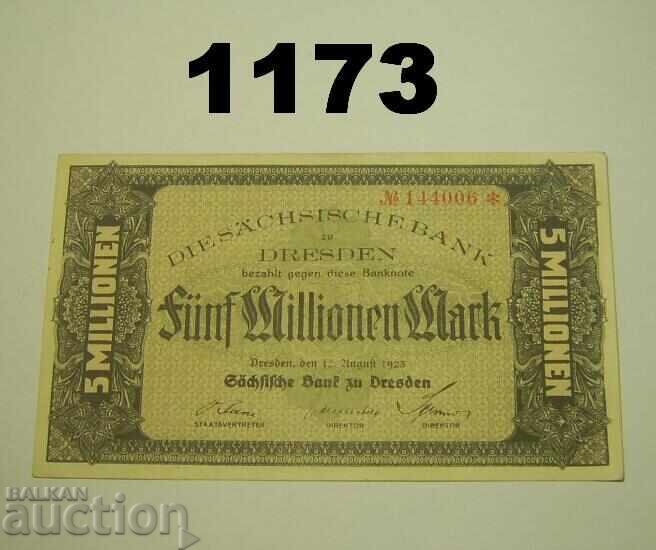 1173
№ 144006 *
DIE SÄCHSISCHE BANK
zu
DRESDEN
bezahlt gegen diese Banknote
Fünf Millionen Mark
Dresden, den 12. August 1923
Sächsische Bank zu Dresden
STAATSVERTRETER DIREKTOR DIREKTOR
5 MILLIONEN
5 MILLIONEN
BALKAN
auction